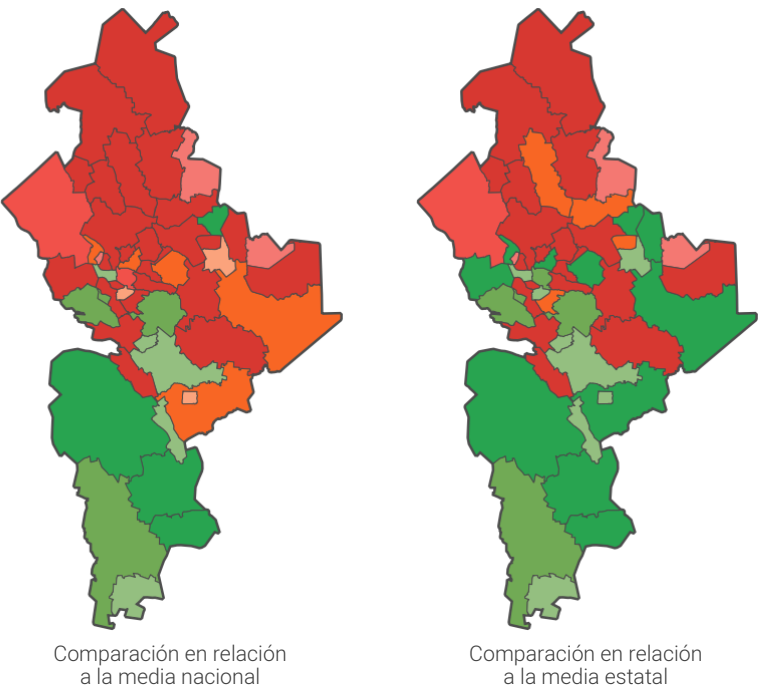 Comparación en relación
a la media nacional
Comparación en relación
a la media estatal